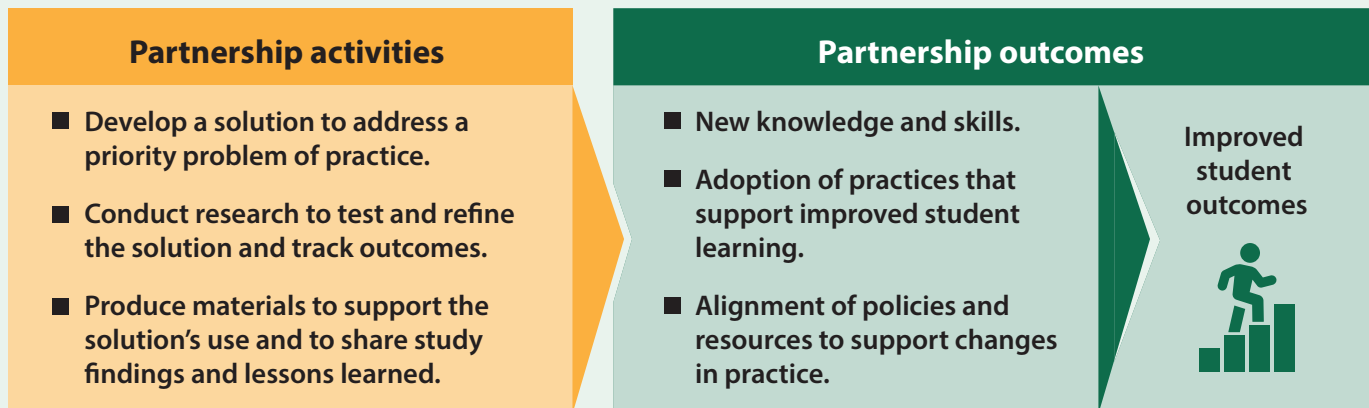 Partnership activities
■ Develop a solution to address a
priority problem of practice.
■ Conduct research to test and refine
the solution and track outcomes.
■ Produce materials to support the
solution’s use and to share study
findings and lessons learned.
Partnership outcomes
■ New knowledge and skills.
■ Adoption of practices that
support improved student
learning.
■ Alignment of policies and
resources to support changes
in practice.
Improved
student
outcomes